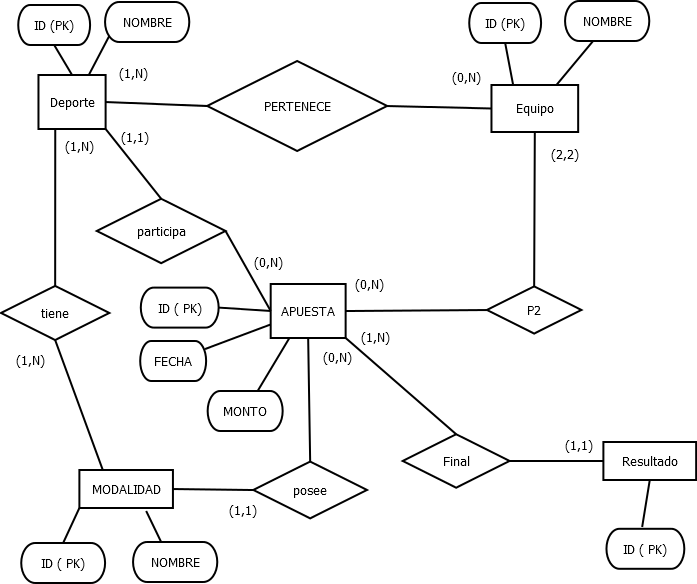 ID (PK)
NOMBRE
ID (PK)
NOMBRE
(1,N)
(0,N)
Deporte
PERTENECE
Equipo
(1,N)
(1,1)
(2,2)
participa
(0,N)
(0,N)
ID ( PK)
APUESTA
P2
tiene
(1,N)
FECHA
(0,N)
(1,N)
MONTO
(1,1)
Final
Resultado
MODALIDAD
posee
(1,1)
ID ( PK)
NOMBRE
ID ( PK)